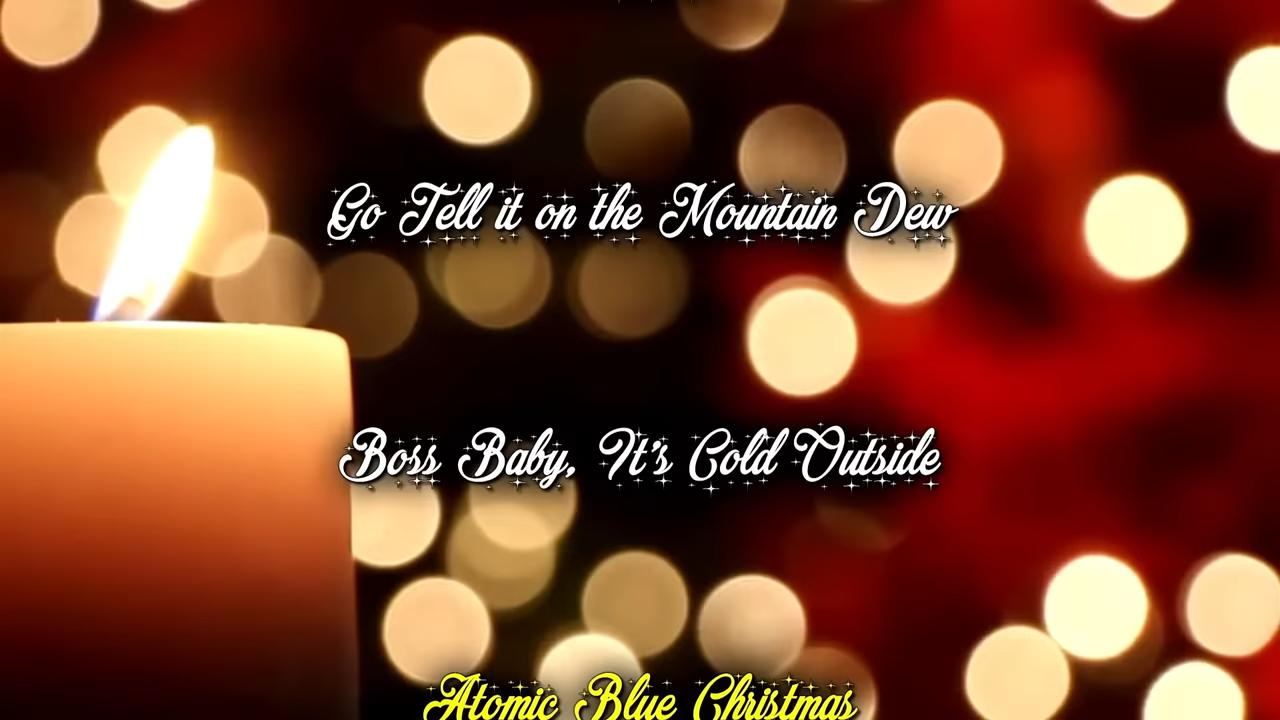 Go Tell it on the Mountain Dew
Boss Baby, It's Cold Outside
Atomic Blue Christmas